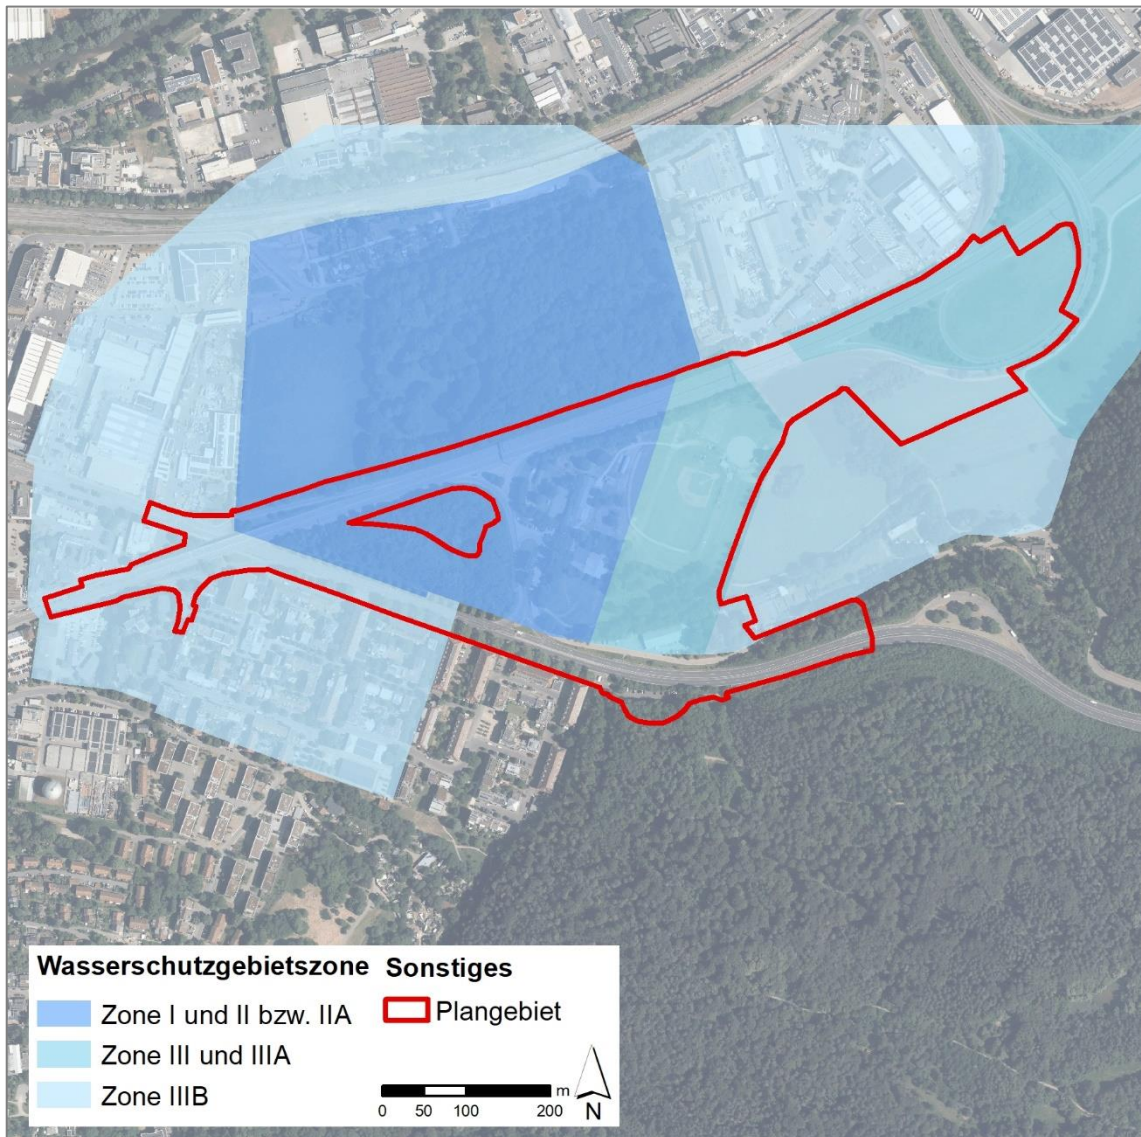 Wasserschutzgebietszone
Zone I und II bzw. IIA
Zone III und IIIA
Zone IIIB
Sonstiges
Plangebiet
0 50 100 200 m
N